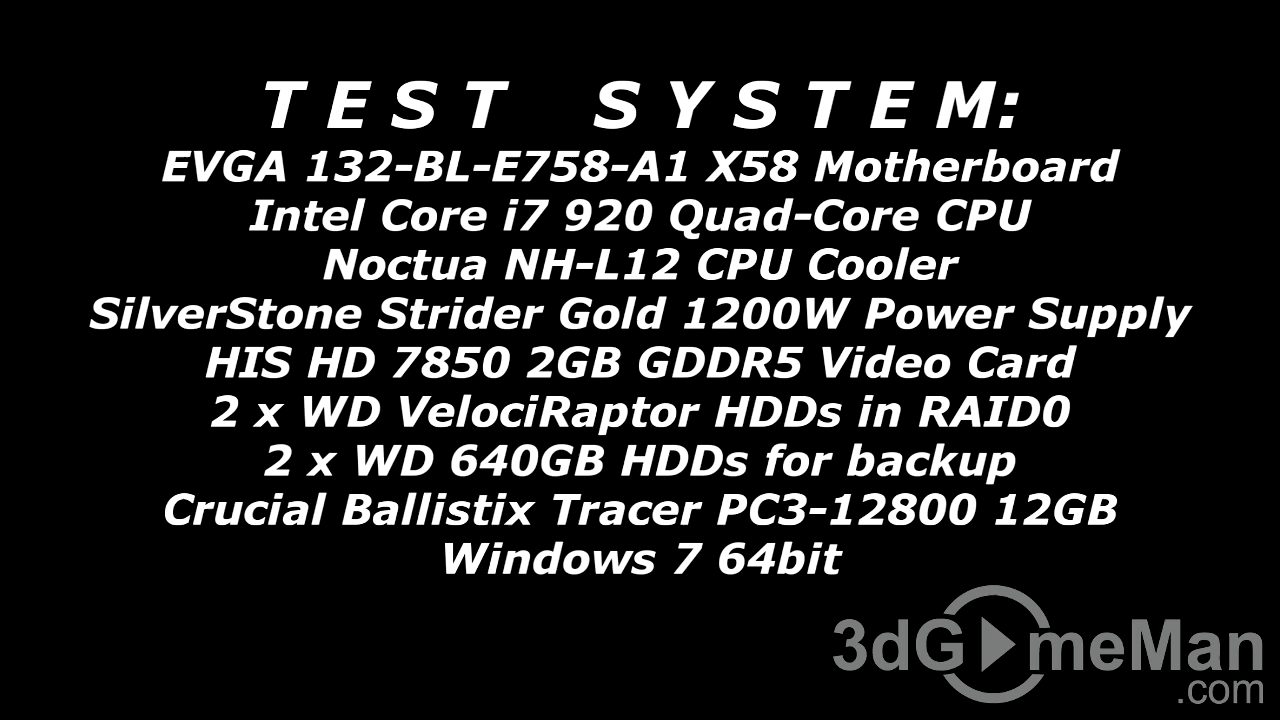 T E S T S Y S T E M:
EVGA 132-BL-E758-A1 X58 Motherboard
Intel Core i7 920 Quad-Core CPU
Noctua NH-L12 CPU Cooler
SilverStone Strider Gold 1200W Power Supply
HIS HD 7850 2GB GDDR5 Video Card
2 x WD VelociRaptor HDDs in RAID0
2 x WD 640GB HDDs for backup
Crucial Ballistix Tracer PC3-12800 12GB
Windows 7 64bit
3dGameMan
.com